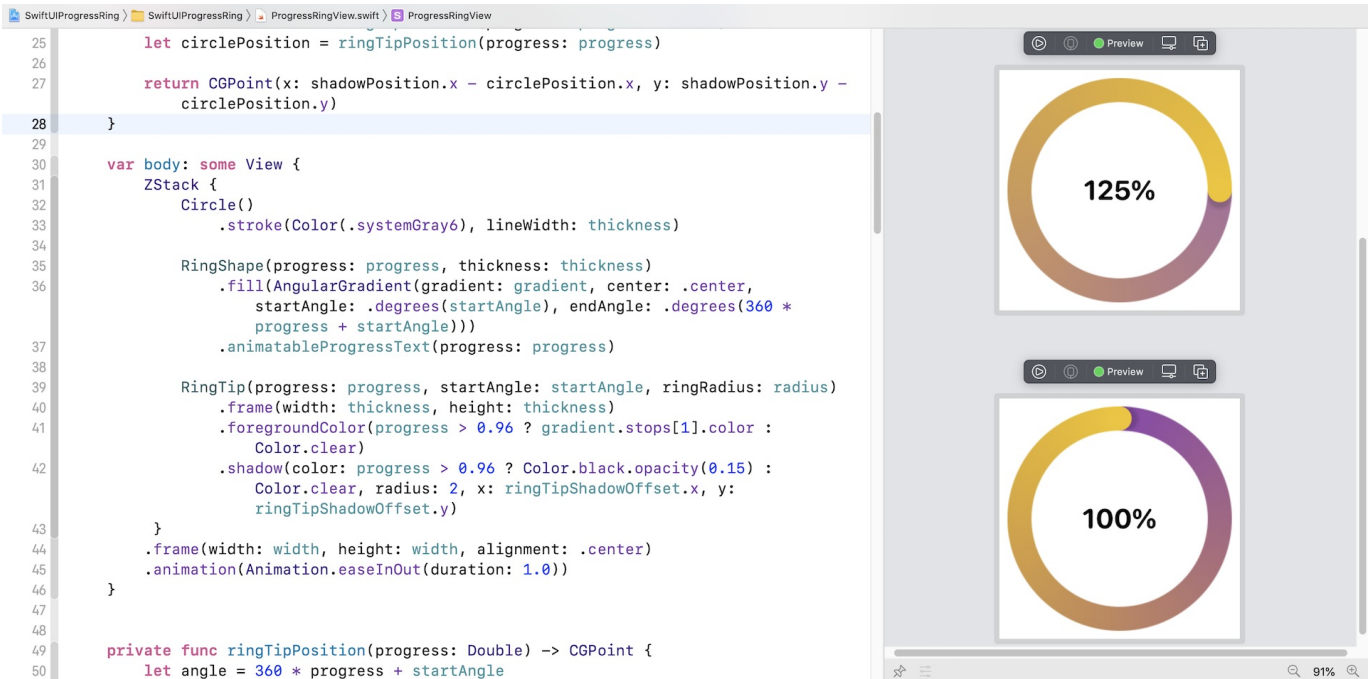 SwiftUIProgressRing 〉 SwiftUIProgressRing 〉 ProgressRingView.swift 〉 S ProgressRingView
25 let circlePosition = ringTipPosition(progress: progress)
26
27 return CGPoint(x: shadowPosition.x - circlePosition.x, y: shadowPosition.y -
circlePosition.y)
28 }
29
30 var body: some View {
31 ZStack {
32 Circle()
33 .stroke(Color(.systemGray6), lineWidth: thickness)
34
35 RingShape(progress: progress, thickness: thickness)
36 .fill(AngularGradient(gradient: gradient, center: .center,
startAngle: .degrees(startAngle), endAngle: .degrees(360 *
progress + startAngle)))
37 .animatableProgressText(progress: progress)
38
39 RingTip(progress: progress, startAngle: startAngle, ringRadius: radius)
40 .frame(width: thickness, height: thickness)
41 .foregroundColor(progress > 0.96 ? gradient.stops[1].color :
Color.clear)
42 .shadow(color: progress > 0.96 ? Color.black.opacity(0.15) :
Color.clear, radius: 2, x: ringTipShadowOffset.x, y:
ringTipShadowOffset.y)
43 }
44 .frame(width: width, height: width, alignment: .center)
45 .animation(Animation.easeInOut(duration: 1.0))
46 }
47
48
49 private func ringTipPosition(progress: Double) -> CGPoint {
50 let angle = 360 * progress + startAngle
Preview
125%
Preview
100%
91%